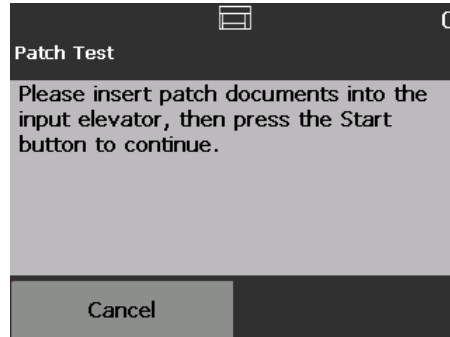 Patch Test
Please insert patch documents into the
input elevator, then press the Start
button to continue.
Cancel